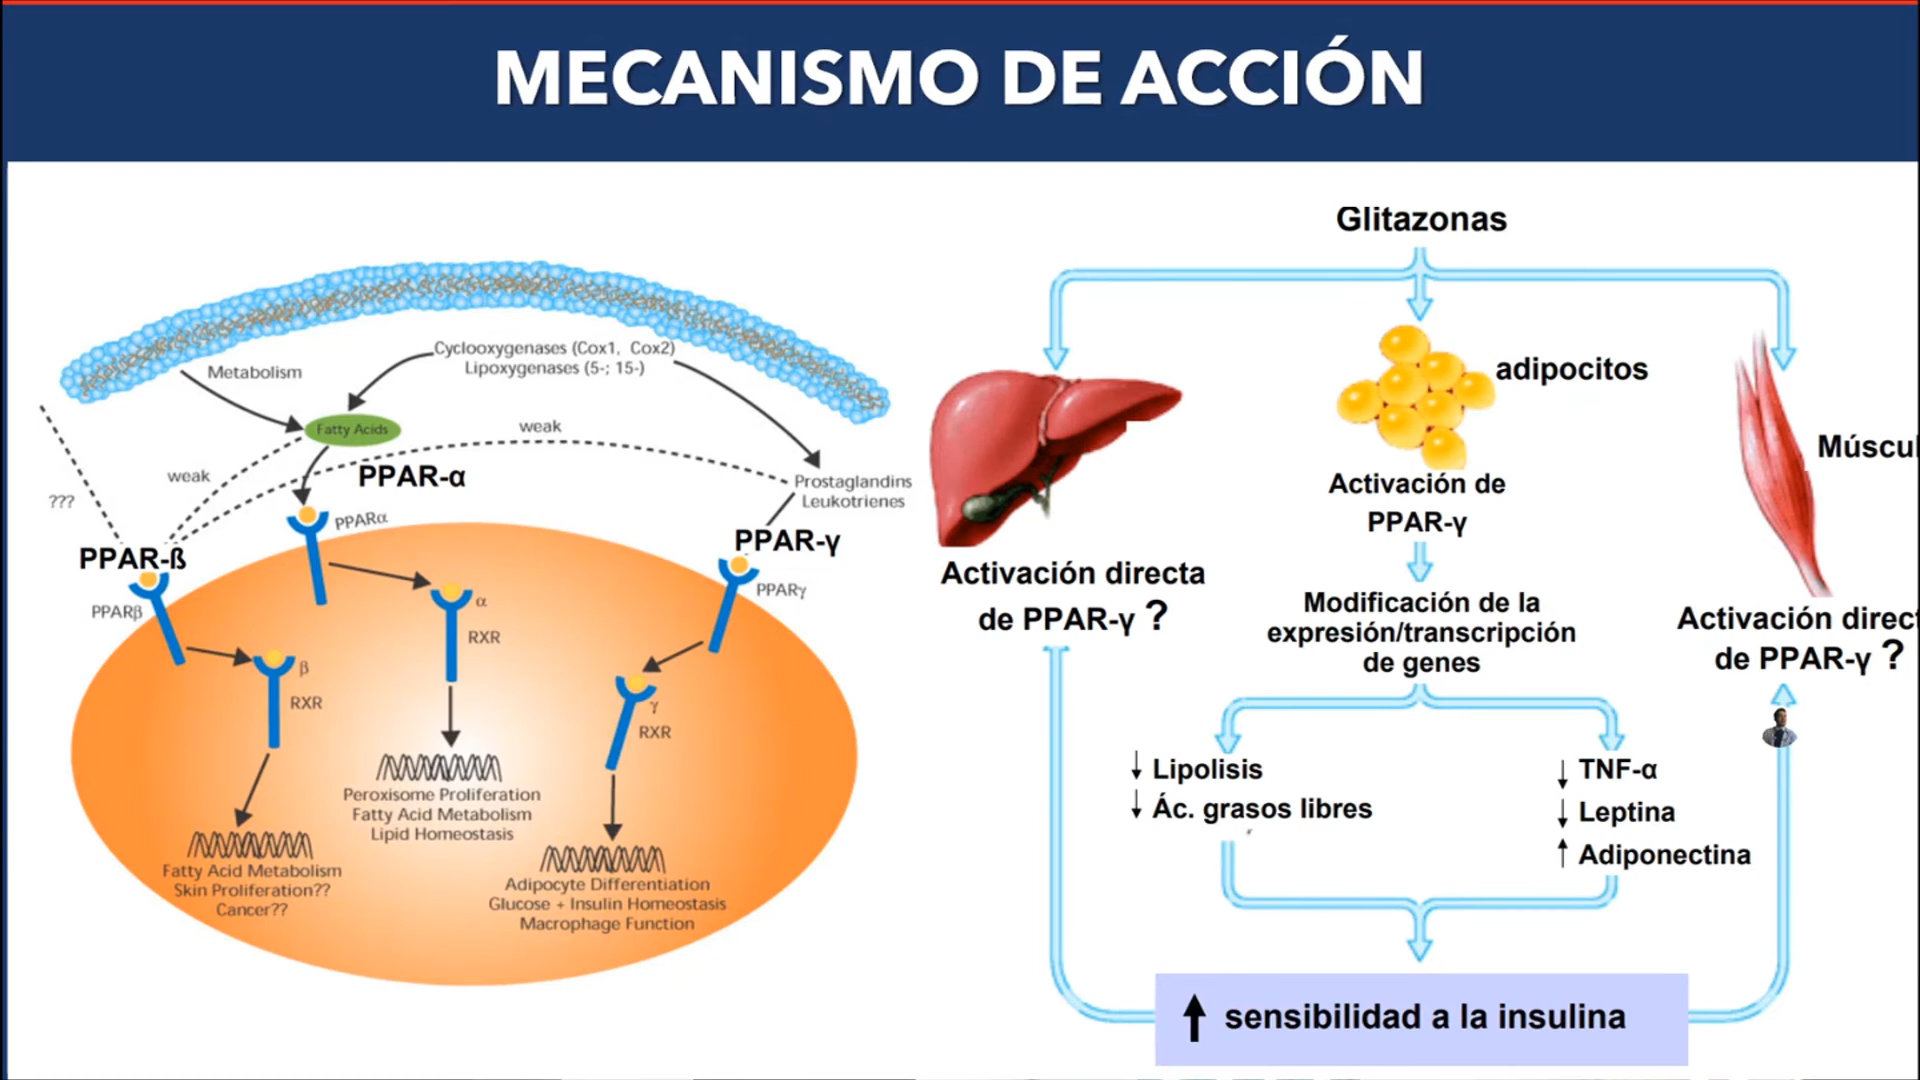 MECANISMO DE ACCIÓN
Metabolism
Cyclooxygenases (Cox1, Cox2)
Lipoxygenases (5-; 15-)
Fatty Acids
weak
weak
???
PPAR-α
PPARα
Prostaglandins
Leukotrienes
PPAR-ß
PPARβ
PPAR-γ
PPARγ
α
RXR
β
RXR
γ
RXR
Peroxisome Proliferation
Fatty Acid Metabolism
Lipid Homeostasis
Fatty Acid Metabolism
Skin Proliferation??
Cancer??
Adipocyte Differentiation
Glucose + Insulin Homeostasis
Macrophage Function
Glitazonas
adipocitos
Múscul
Activación directa
de PPAR-γ ?
Activación de
PPAR-γ
Modificación de la
expresión/transcripción
de genes
Activación direct
de PPAR-γ ?
↓ Lipolisis
↓ Ác. grasos libres
↓ TNF-α
↓ Leptina
↑ Adiponectina
↑ sensibilidad a la insulina